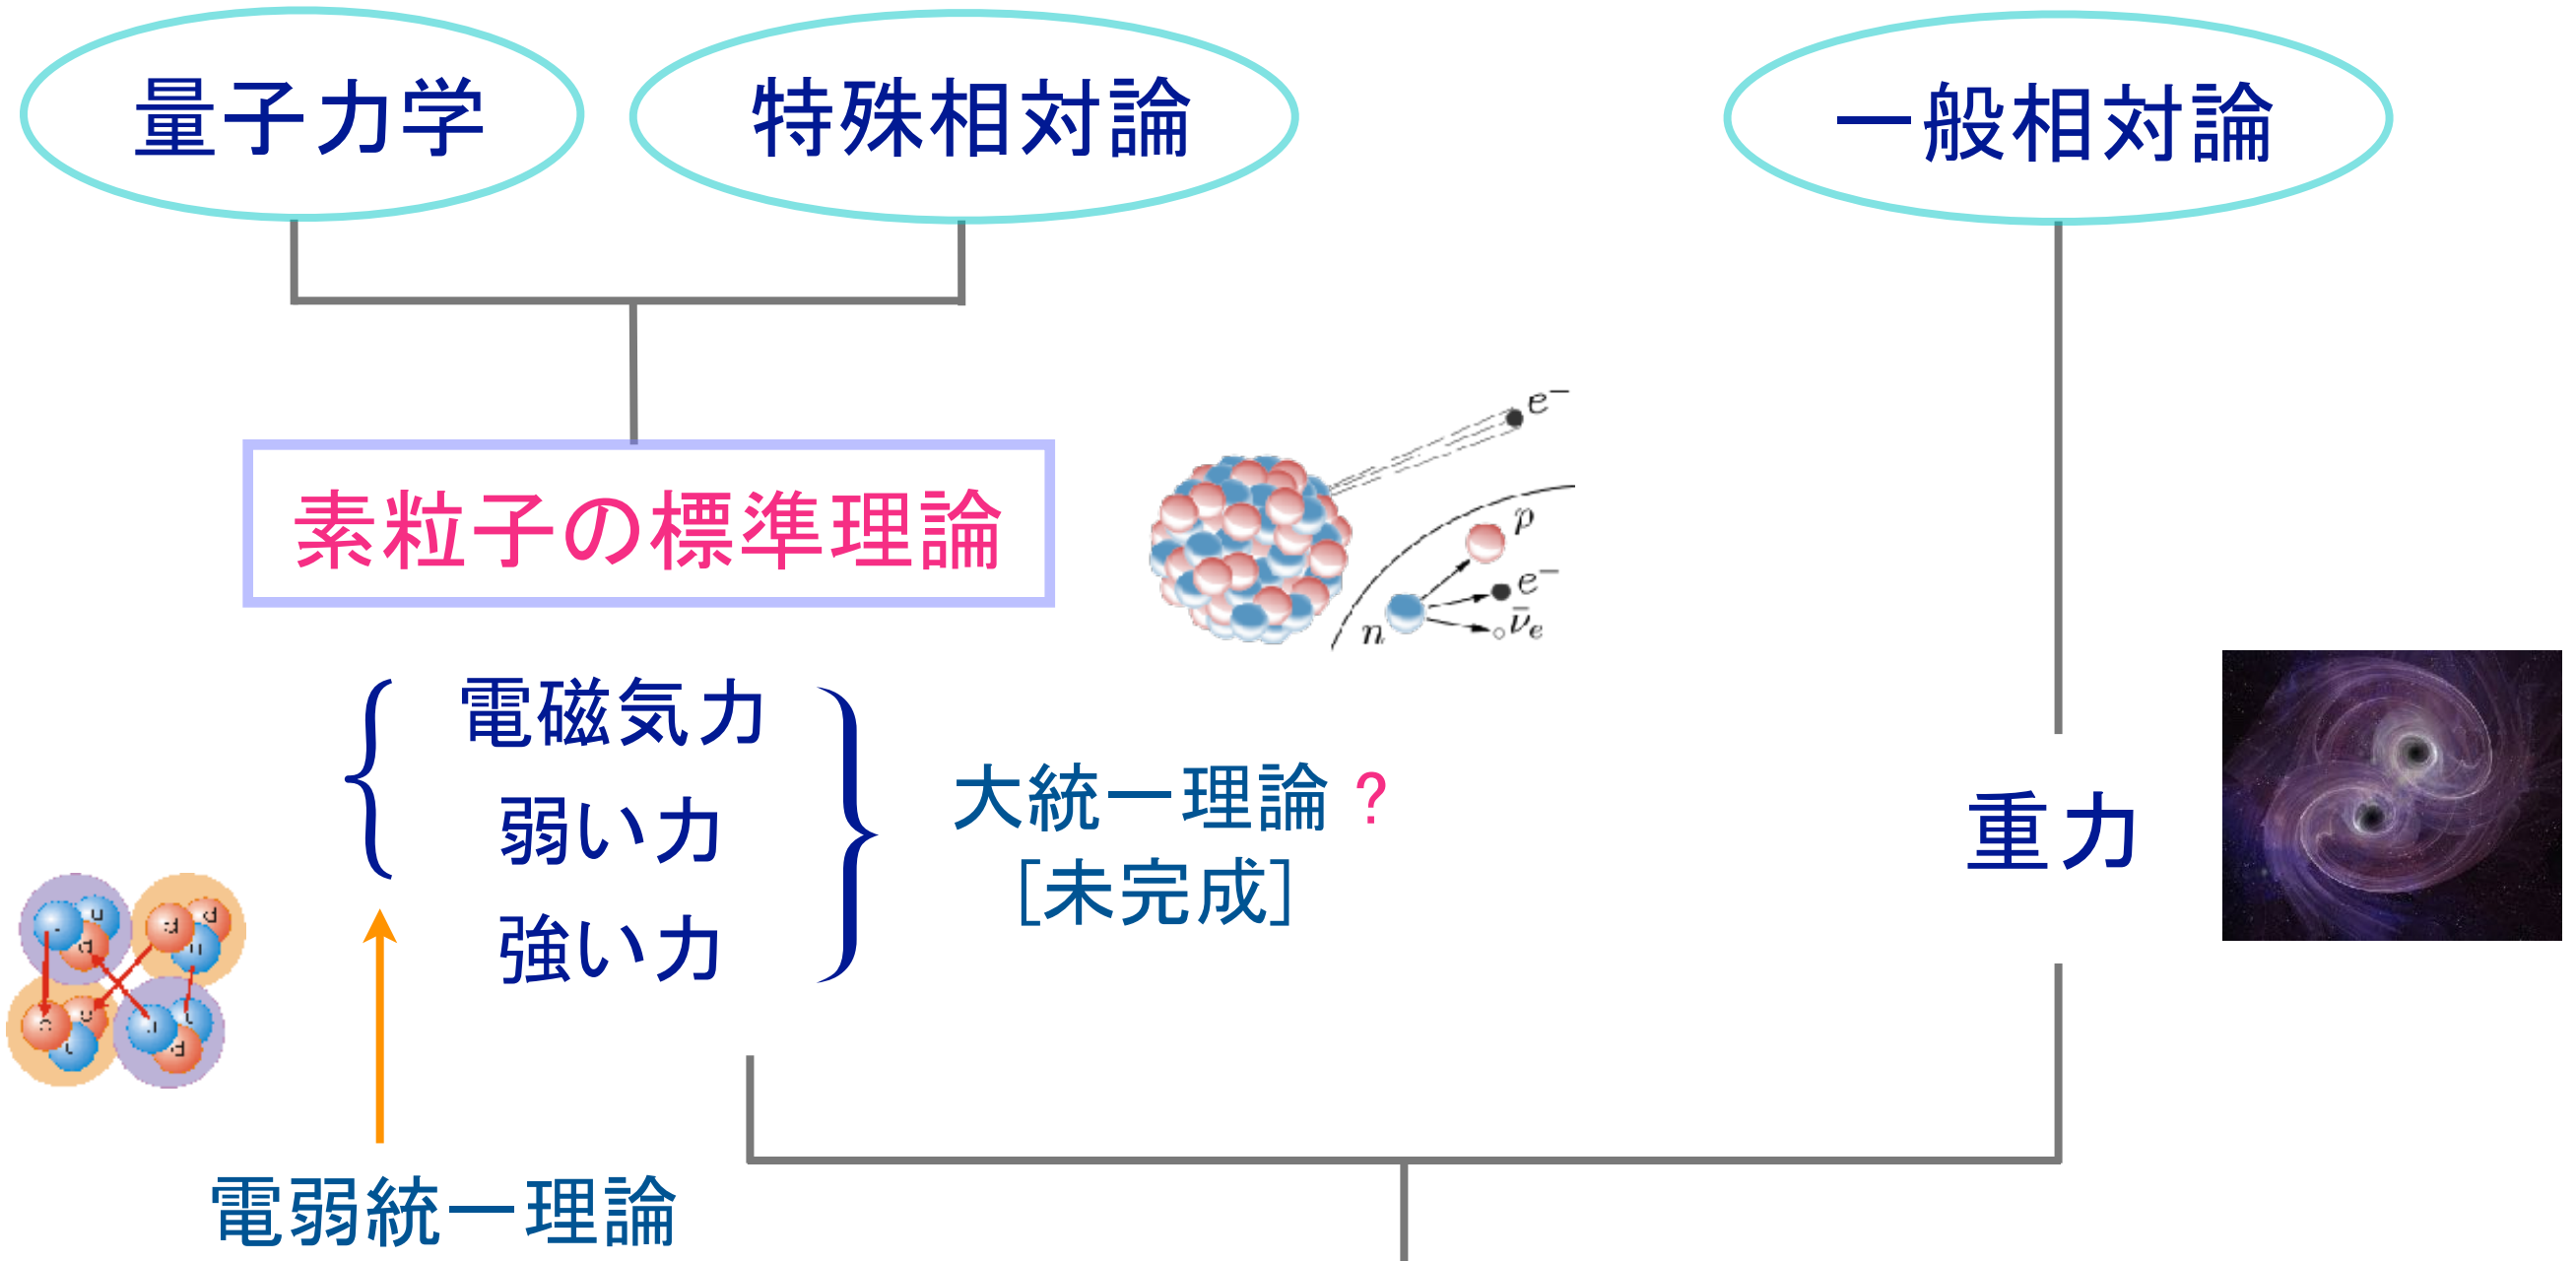 量子力学
特殊相対論
一般相対論
素粒子の標準理論
e⁻
p
e⁻
n
ν̄e
電磁気力
弱い力
強い力
大統一理論？
[未完成]
重力
電弱統一理論